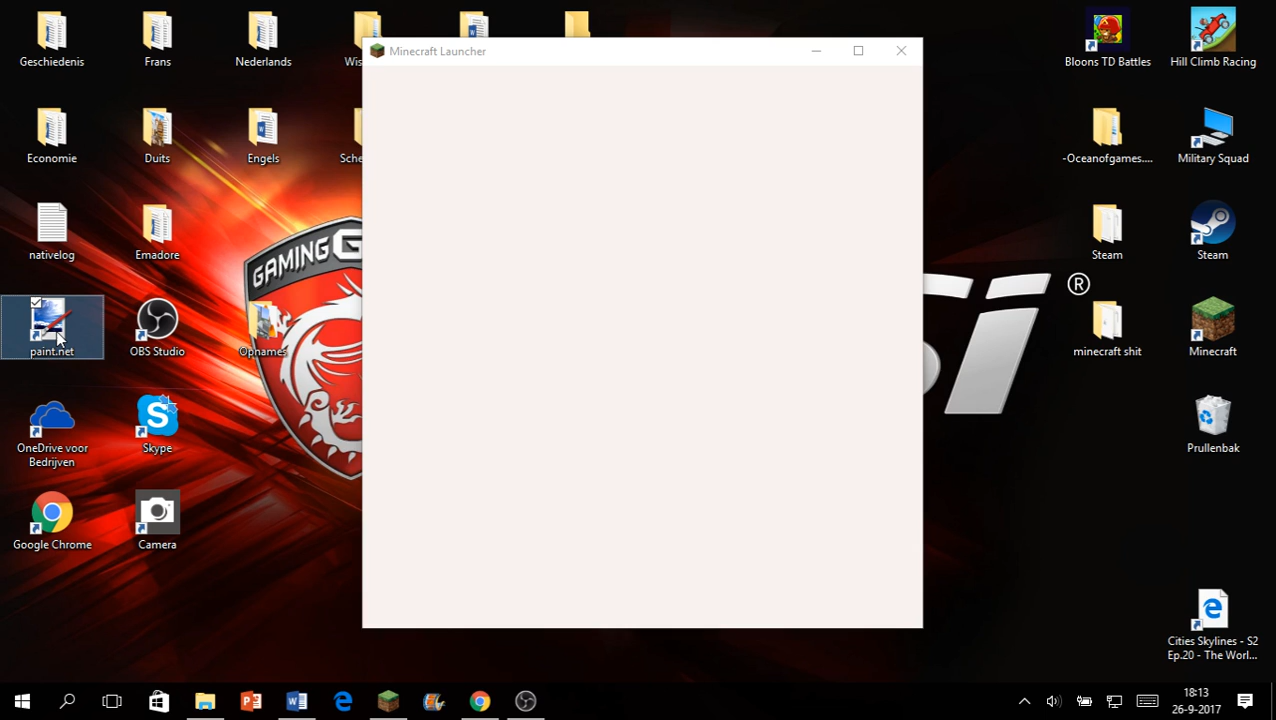 Geschiedenis
Frans
Nederlands
Wis
Minecraft Launcher
Bloons TD Battles
Hill Climb Racing
Economie
Duits
Engels
Sche
-Oceanofgames....
Military Squad
nativelog
Emadore
GAMING G
Steam
Steam
paint.net
OBS Studio
Opnames
®
minecraft shit
Minecraft
OneDrive voor
Bedrijven
Skype
Prullenbak
Google Chrome
Camera
Cities Skylines - S2
Ep.20 - The Worl...
18:13
26-9-2017